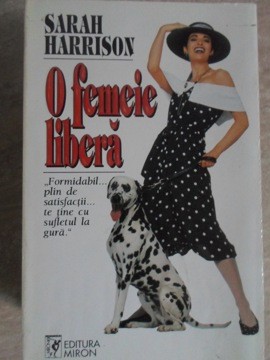 SARAH
HARRISON
O femeie
liberă
„Formidabil...
plin de
satisfacții...
te ține cu
sufletul la
gură."
EDITURA
MIRON